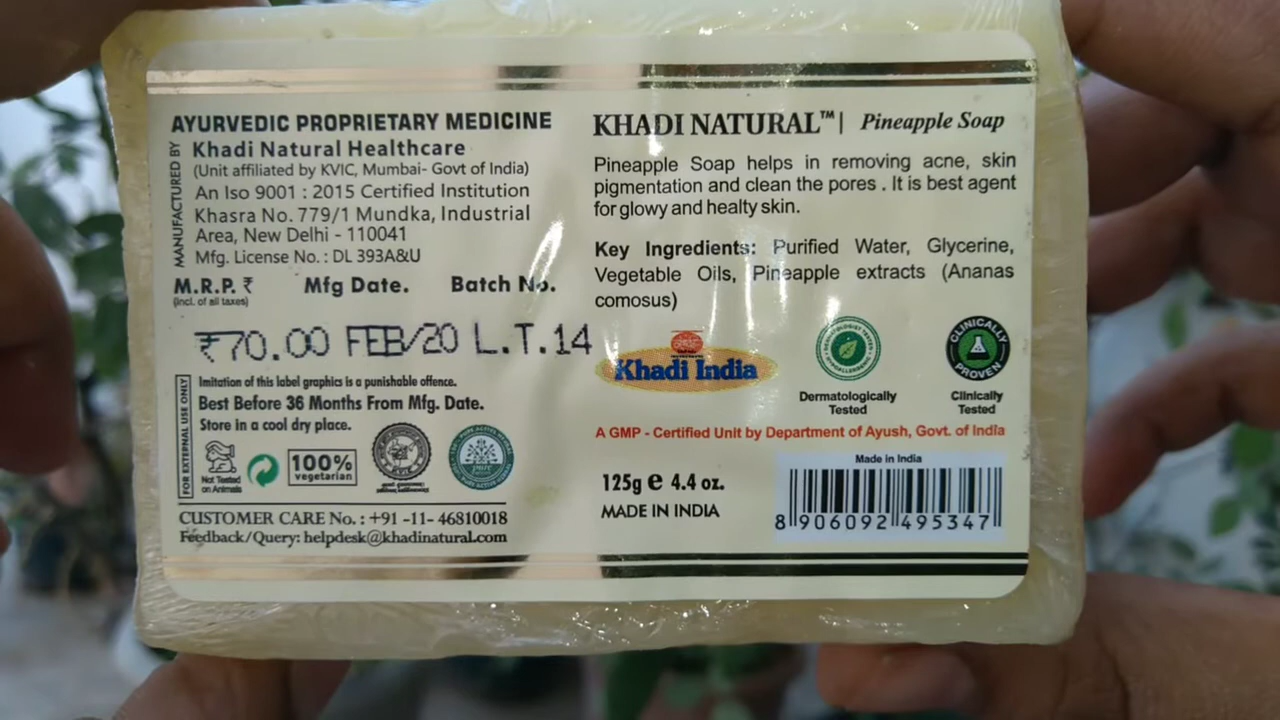 AYURVEDIC PROPRIETARY MEDICINE
MANUFACTURED BY
Khadi Natural Healthcare
(Unit affiliated by KVIC, Mumbai- Govt of India)
An Iso 9001 : 2015 Certified Institution
Khasra No. 779/1 Mundka, Industrial
Area, New Delhi - 110041
Mfg. License No. : DL 393A&U
M.R.P. ₹ Mfg Date. Batch No.
(incl. of all taxes)
₹70.00 FEB/20 L.T.14
FOR EXTERNAL USE ONLY
Imitation of this label graphics is a punishable offence.
Best Before 36 Months From Mfg. Date.
Store in a cool dry place.
Not Tested
on Animals
100%
vegetarian
CUSTOMER CARE No. : +91 -11- 46810018
Feedback/Query: helpdesk@khadinatural.com
KHADI NATURAL™ | Pineapple Soap
Pineapple Soap helps in removing acne, skin
pigmentation and clean the pores . It is best agent
for glowy and healty skin.
Key Ingredients: Purified Water, Glycerine,
Vegetable Oils, Pineapple extracts (Ananas
comosus)
Khadi India
Dermatologically
Tested
CLINICALLY
PROVEN
Clinically
Tested
A GMP - Certified Unit by Department of Ayush, Govt. of India
125g e 4.4 oz.
MADE IN INDIA
Made in India
8 906092 495347